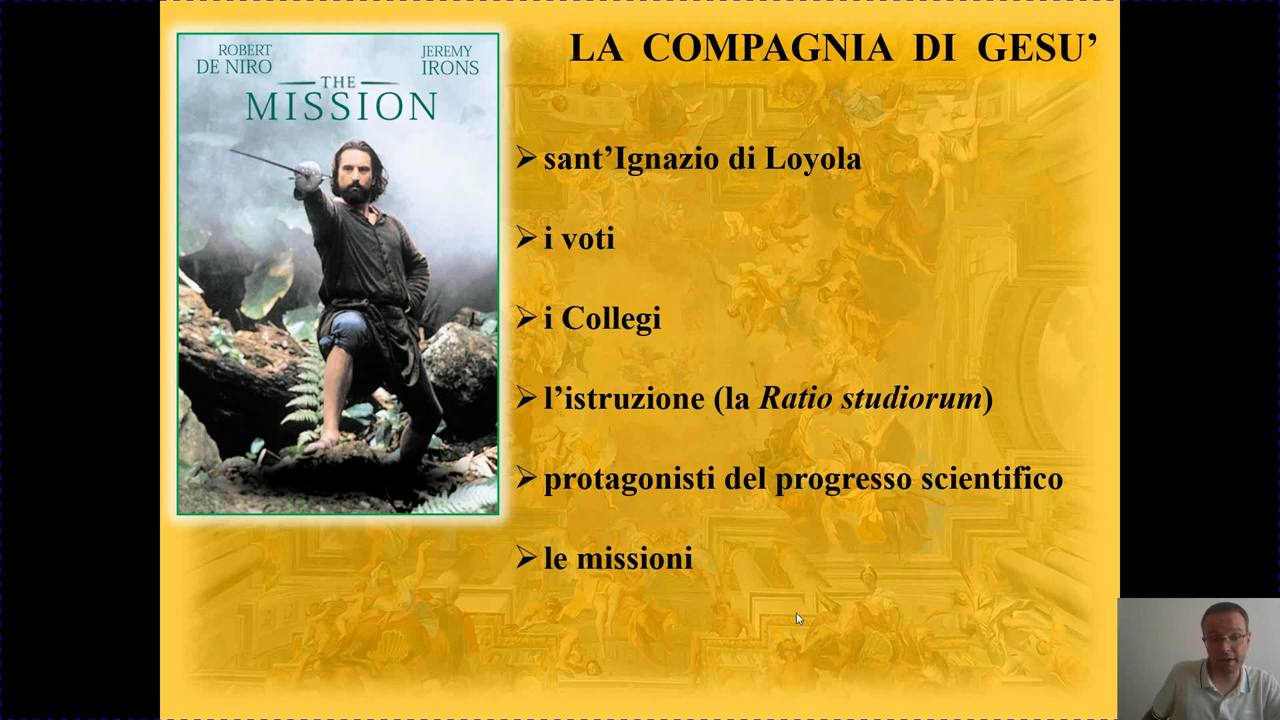 ROBERT
DE NIRO
JEREMY
IRONS
THE
MISSION
LA COMPAGNIA DI GESU’
➢ sant’Ignazio di Loyola
➢ i voti
➢ i Collegi
➢ l’istruzione (la Ratio studiorum)
➢ protagonisti del progresso scientifico
➢ le missioni